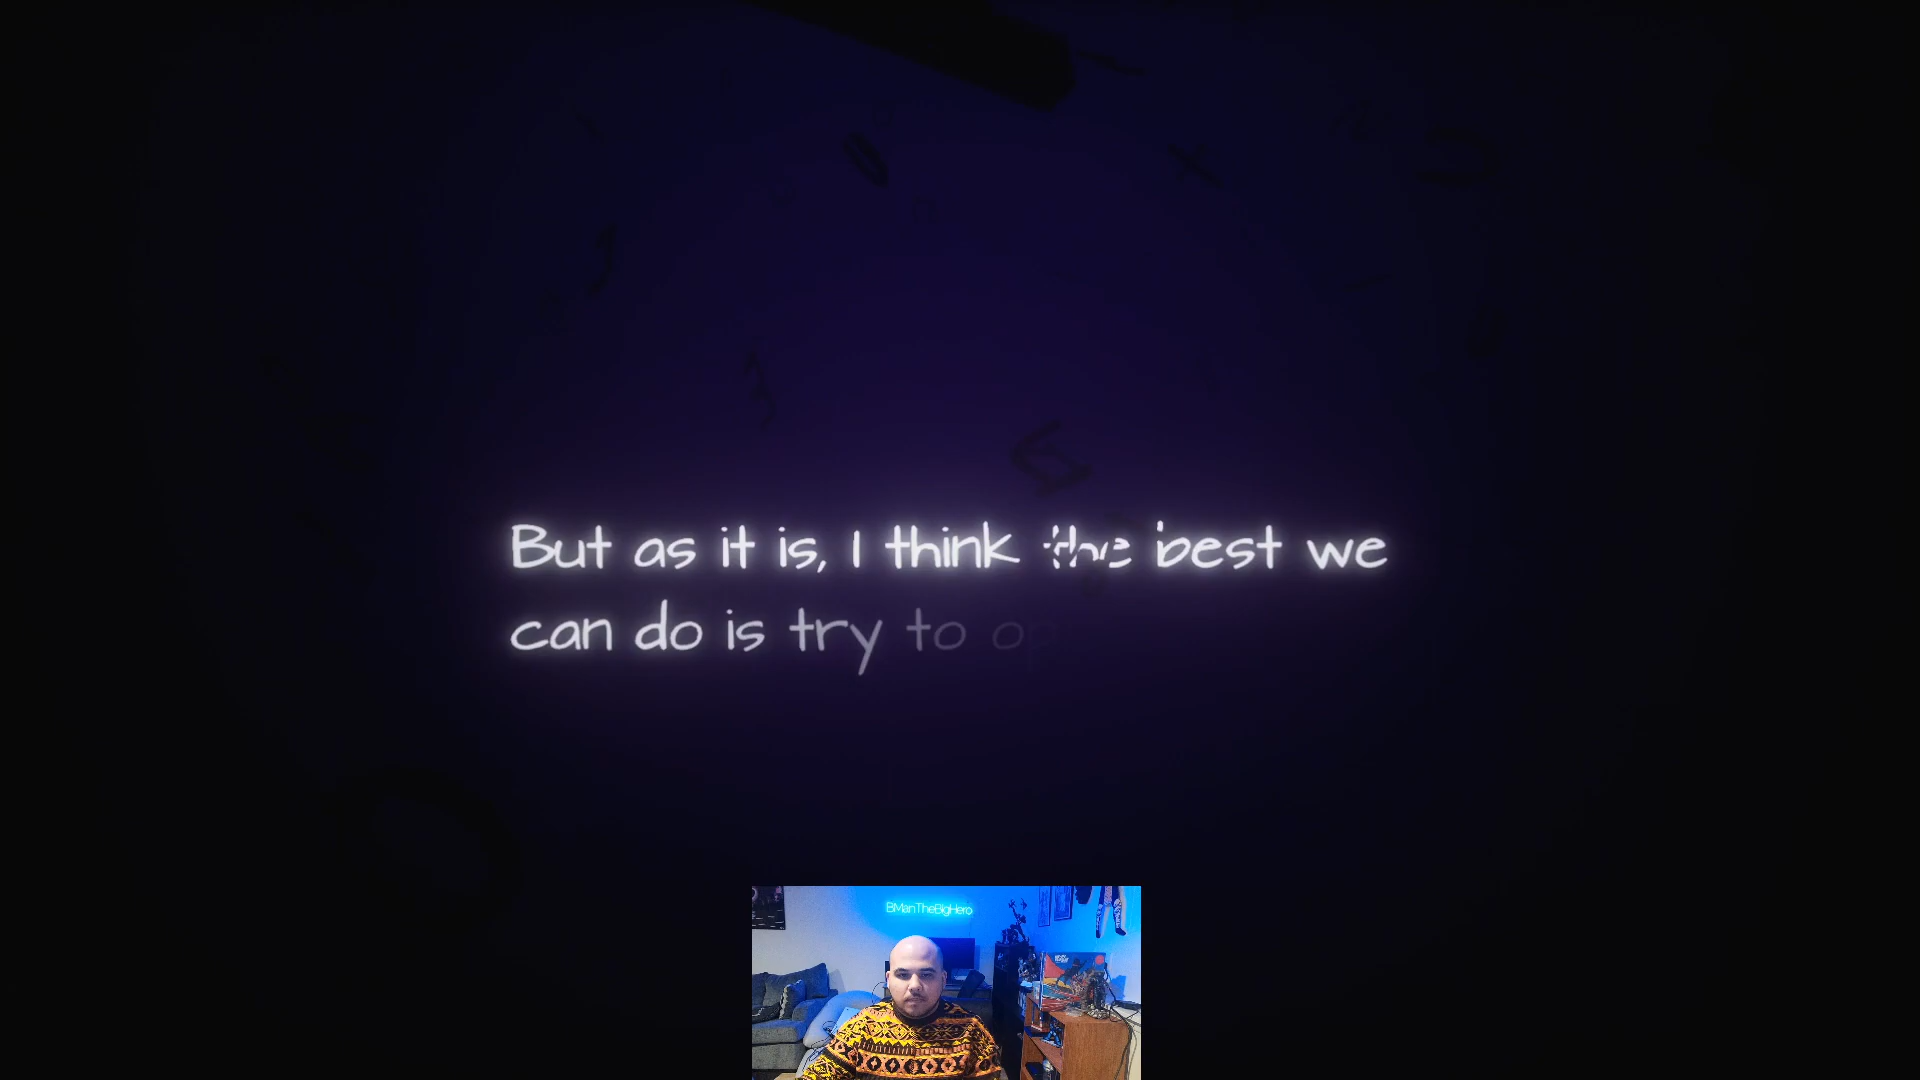 But as it is, I think the best we
can do is try to
BManTheBigHero